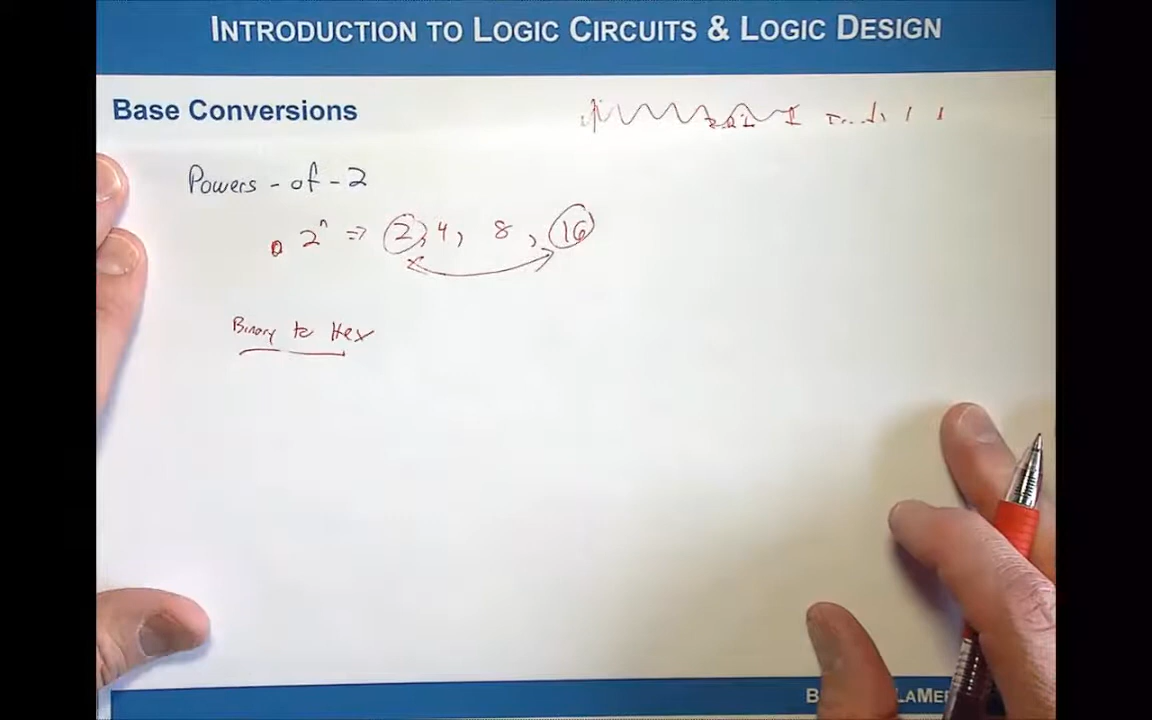 INTRODUCTION TO LOGIC CIRCUITS & LOGIC DESIGN
Base Conversions
Powers-of-2
2ⁿ => 2, 4, 8, 16
Binary to Hex